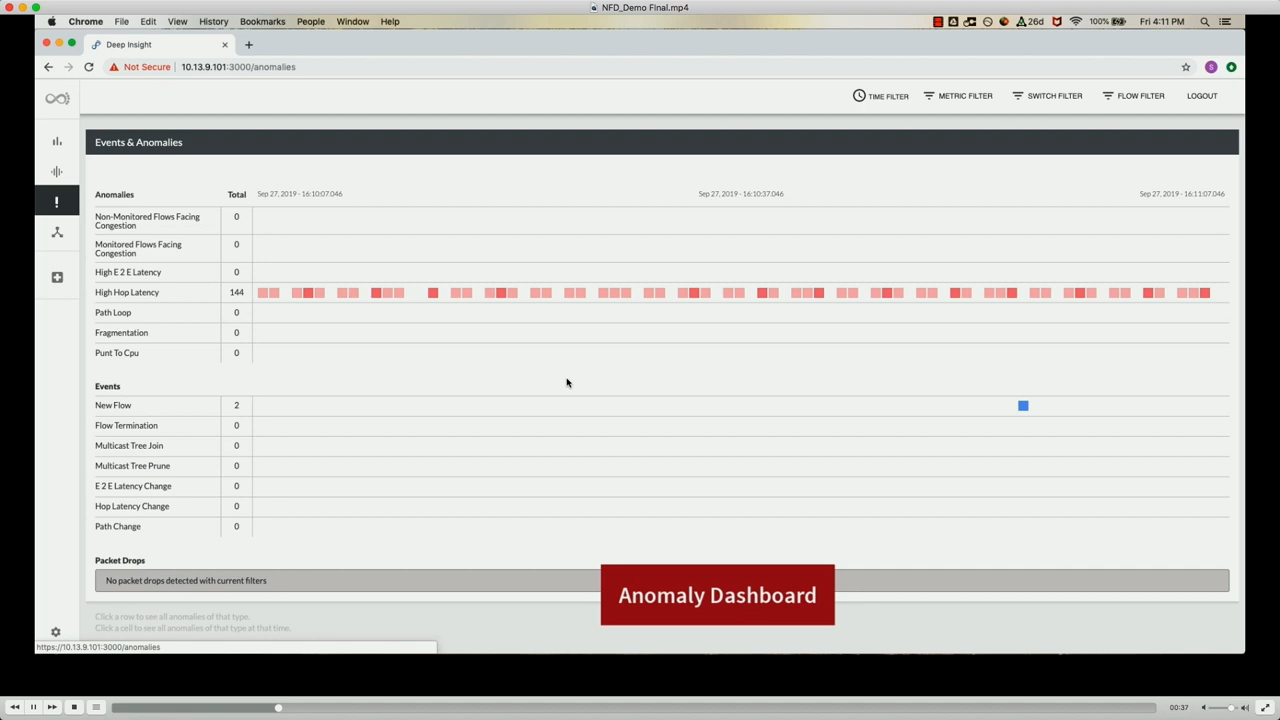 NFD_Demo Final.mp4
Chrome File Edit View History Bookmarks People Window Help 26d 100% Fri 4:11 PM
Deep Insight
Not Secure 10.13.9.101:3000/anomalies S
TIME FILTER METRIC FILTER SWITCH FILTER FLOW FILTER LOGOUT
Events & Anomalies
Anomalies Total Sep 27, 2019 - 16:10:07.046 Sep 27, 2019 - 16:10:37.046 Sep 27, 2019 - 16:11:07.046
Non-Monitored Flows Facing Congestion 0
Monitored Flows Facing Congestion 0
High E 2 E Latency 0
High Hop Latency 144
Path Loop 0
Fragmentation 0
Punt To Cpu 0
Events
New Flow 2
Flow Termination 0
Multicast Tree Join 0
Multicast Tree Prune 0
E 2 E Latency Change 0
Hop Latency Change 0
Path Change 0
Packet Drops
No packet drops detected with current filters
Anomaly Dashboard
Click a row to see all anomalies of that type.
Click a cell to see all anomalies of that type at that time.
https://10.13.9.101:3000/anomalies
00:37